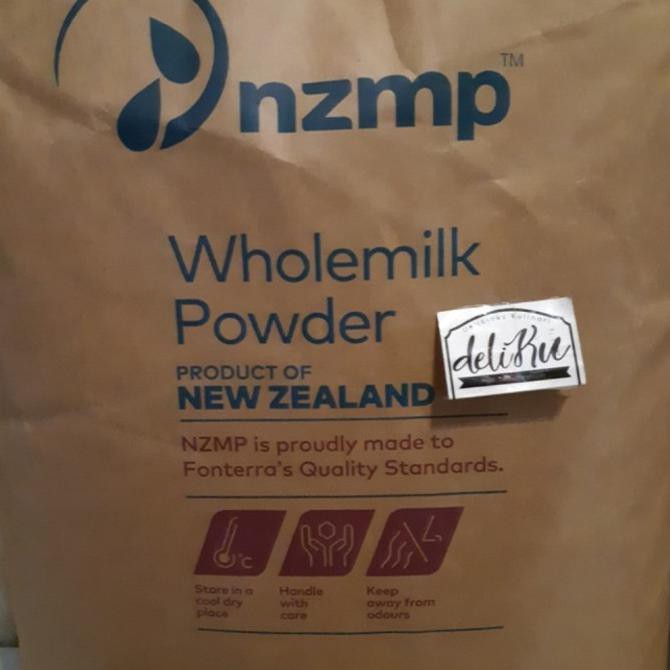 nzmp™
Wholemilk
Powder
PRODUCT OF
NEW ZEALAND
deliKu
NZMP is proudly made to
Fonterra's Quality Standards.
°C
Store in a
cool dry
place
Handle
with
care
Keep
away from
odours